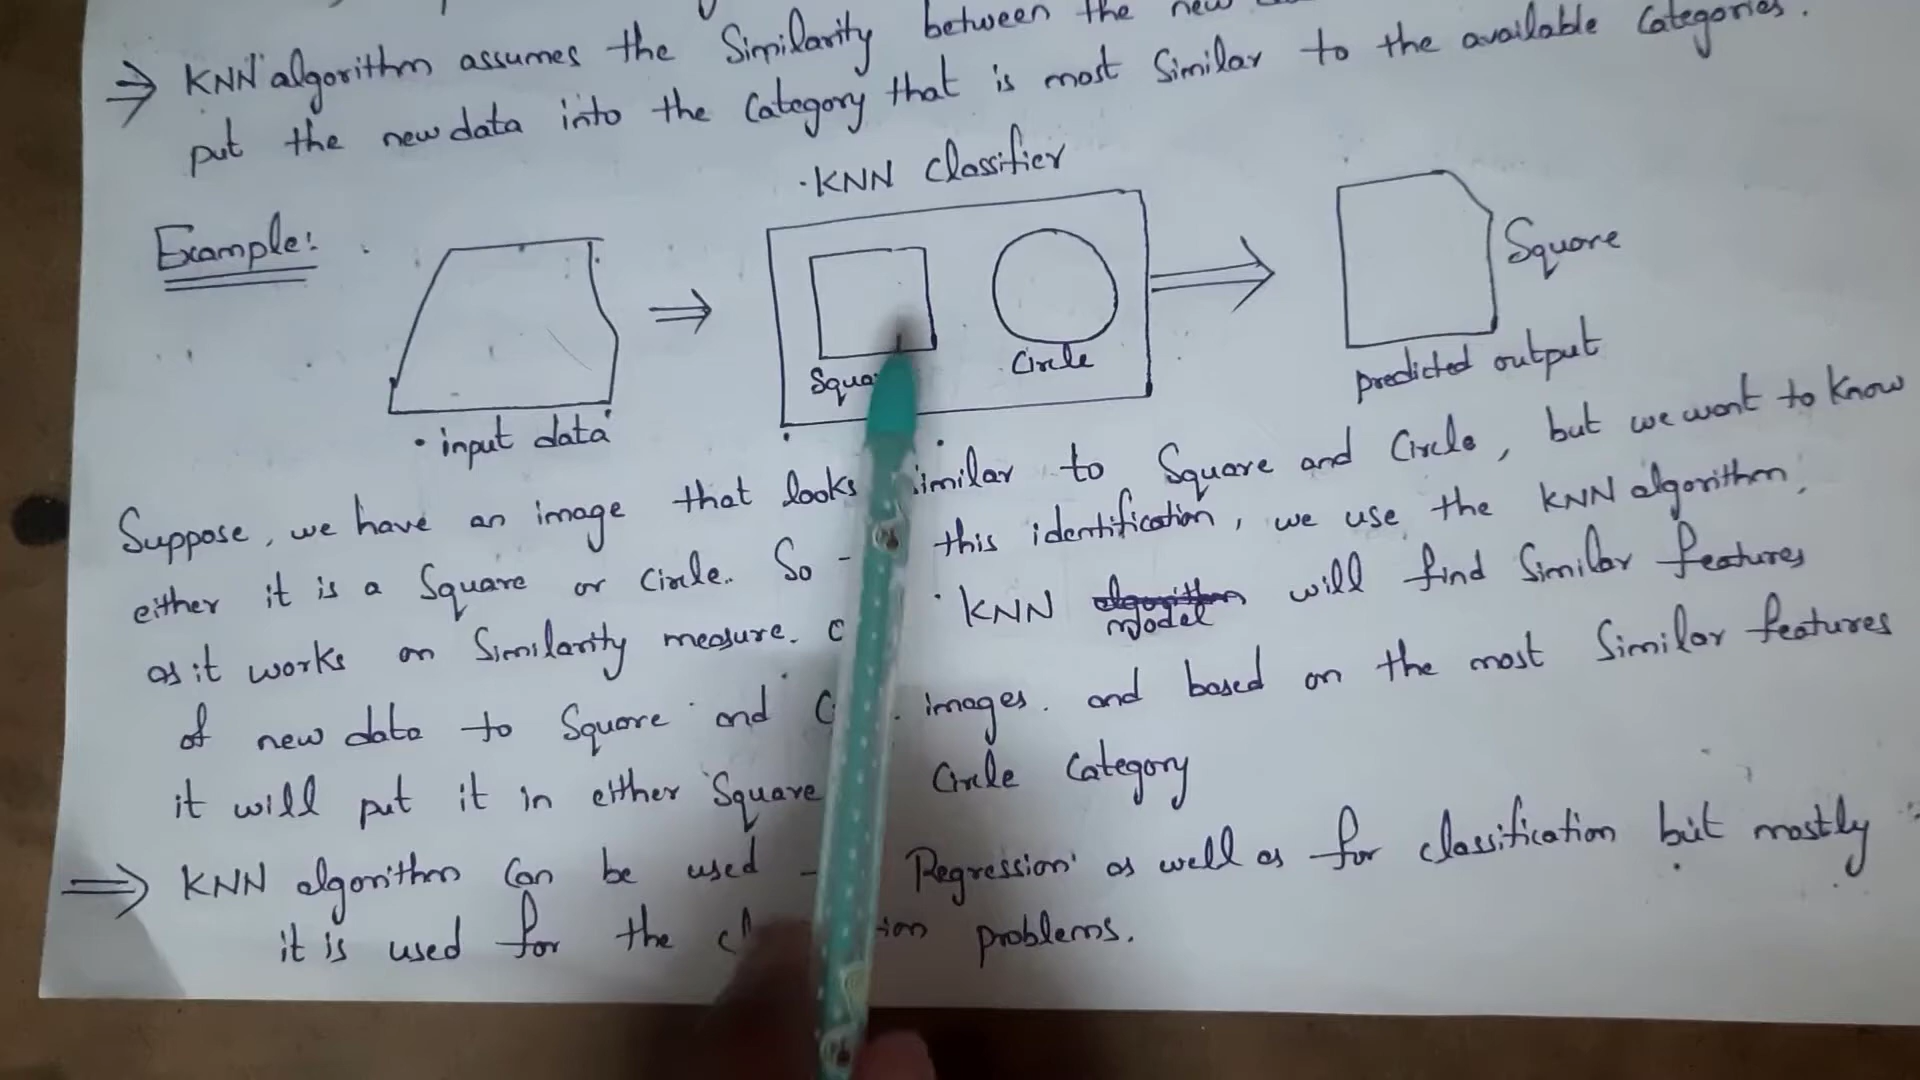 ⇒ KNN algorithm assumes the Similarity between the new
put the new data into the Category that is most Similar to the available Categories.
KNN Classifier
Example:
Square
Circle
Square
input data
predicted output
Suppose, we have an image that looks similar to Square and Circle, but we want to know
either it is a Square or Circle. So this identification, we use the KNN algorithm,
as it works on Similarity measure. KNN model will find Similar features
of new data to Square and images. and based on the most Similar features
it will put it in either Square Circle Category
⇒ KNN algorithm Can be used Regression as well as for classification but mostly
it is used for the problems.